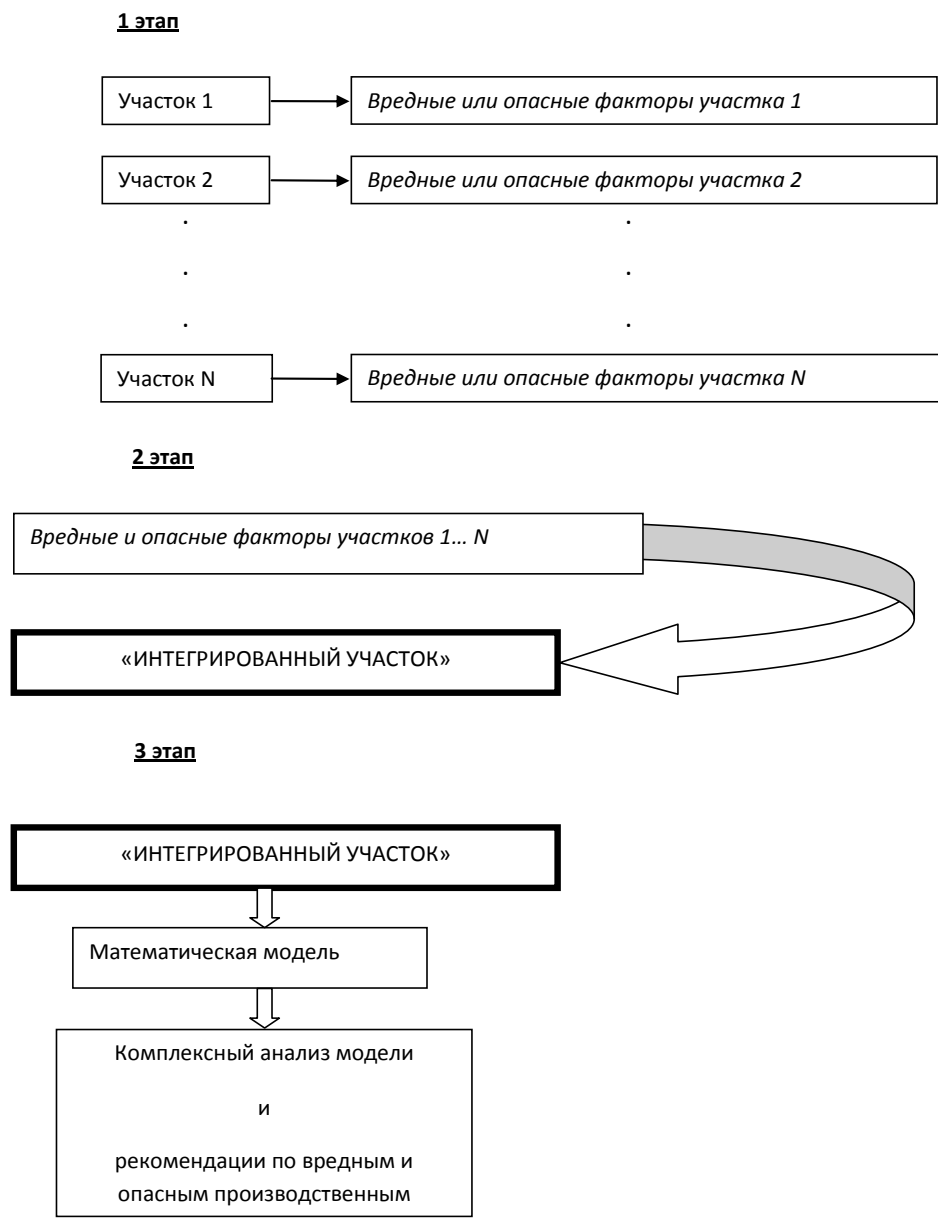 1 этап
Участок 1 Вредные или опасные факторы участка 1
Участок 2 Вредные или опасные факторы участка 2
. .
. .
. .
Участок N Вредные или опасные факторы участка N
2 этап
Вредные и опасные факторы участков 1... N
«ИНТЕГРИРОВАННЫЙ УЧАСТОК»
3 этап
«ИНТЕГРИРОВАННЫЙ УЧАСТОК»
Математическая модель
Комплексный анализ модели
и
рекомендации по вредным и
опасным производственным